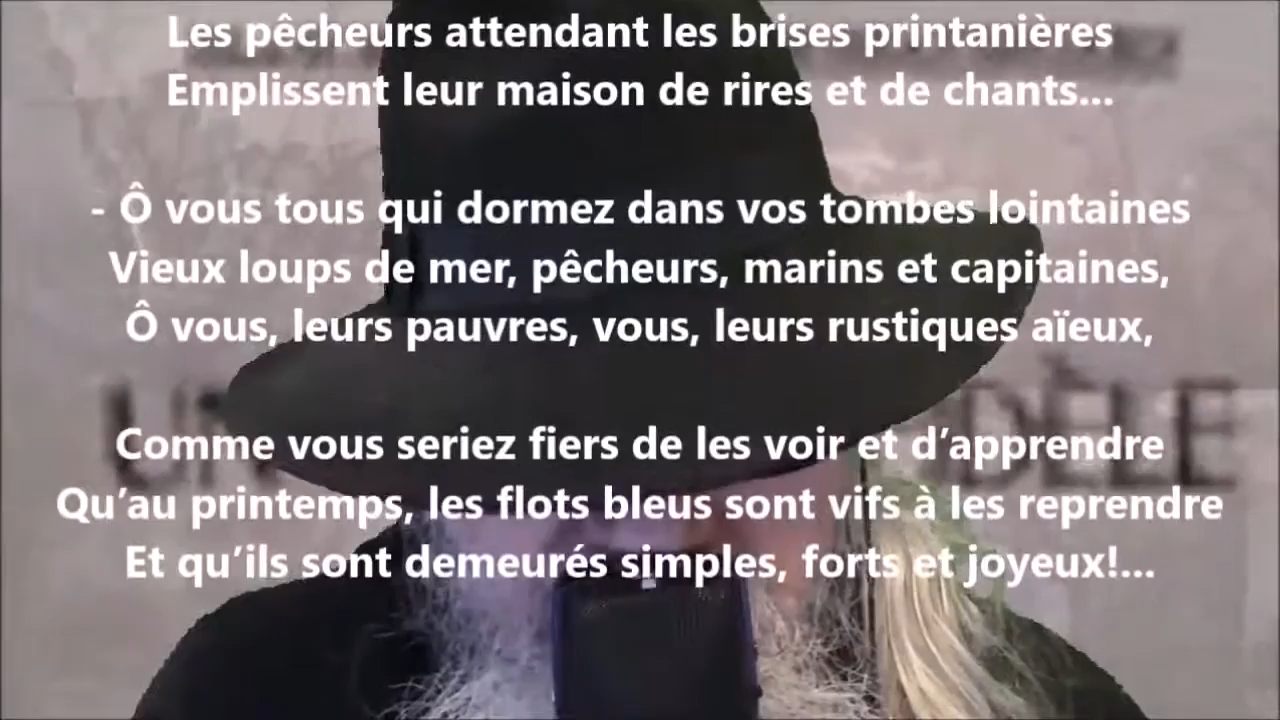 Les pêcheurs attendant les brises printanières
Emplissent leur maison de rires et de chants...
- Ô vous tous qui dormez dans vos tombes lointaines
Vieux loups de mer, pêcheurs, marins et capitaines,
Ô vous, leurs pauvres, vous, leurs rustiques aïeux,
Comme vous seriez fiers de les voir et d’apprendre
Qu’au printemps, les flots bleus sont vifs à les reprendre
Et qu’ils sont demeurés simples, forts et joyeux!...